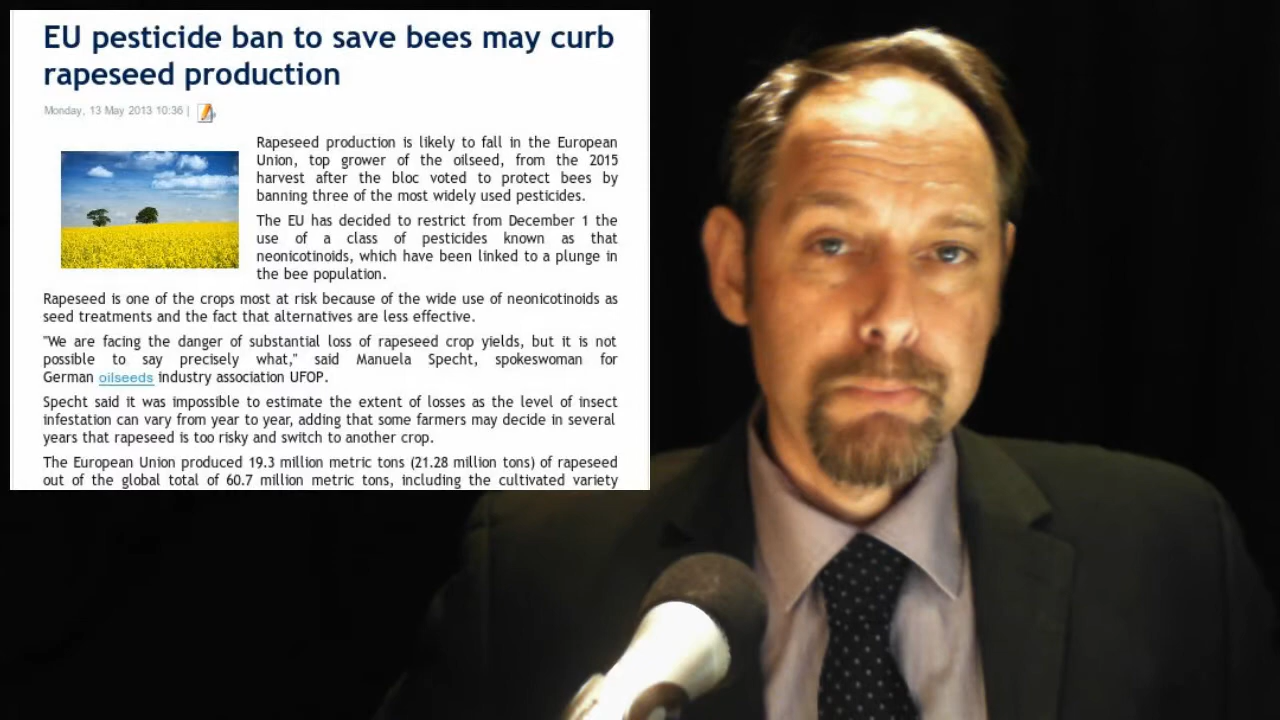 EU pesticide ban to save bees may curb
rapeseed production
Monday, 13 May 2013 10:36 |
Rapeseed production is likely to fall in the European
Union, top grower of the oilseed, from the 2015
harvest after the bloc voted to protect bees by
banning three of the most widely used pesticides.
The EU has decided to restrict from December 1 the
use of a class of pesticides known as that
neonicotinoids, which have been linked to a plunge in
the bee population.
Rapeseed is one of the crops most at risk because of the wide use of neonicotinoids as
seed treatments and the fact that alternatives are less effective.
"We are facing the danger of substantial loss of rapeseed crop yields, but it is not
possible to say precisely what," said Manuela Specht, spokeswoman for
German oilseeds industry association UFOP.
Specht said it was impossible to estimate the extent of losses as the level of insect
infestation can vary from year to year, adding that some farmers may decide in several
years that rapeseed is too risky and switch to another crop.
The European Union produced 19.3 million metric tons (21.28 million tons) of rapeseed
out of the global total of 60.7 million metric tons, including the cultivated variety